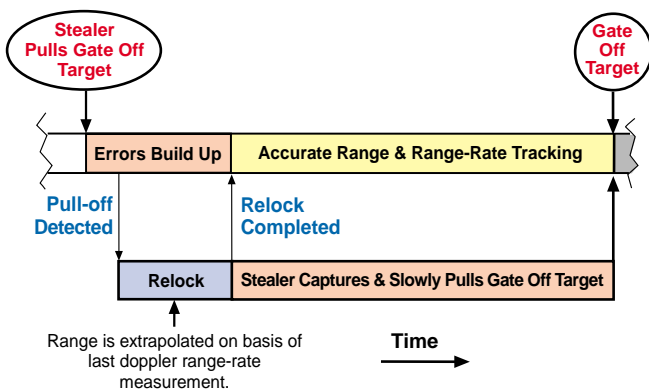 Stealer
Pulls Gate Off
Target
Gate
Off
Target
Errors Build Up
Accurate Range & Range-Rate Tracking
Pull-off
Detected
Relock
Completed
Relock
Stealer Captures & Slowly Pulls Gate Off Target
Range is extrapolated on basis of
last doppler range-rate
measurement.
Time